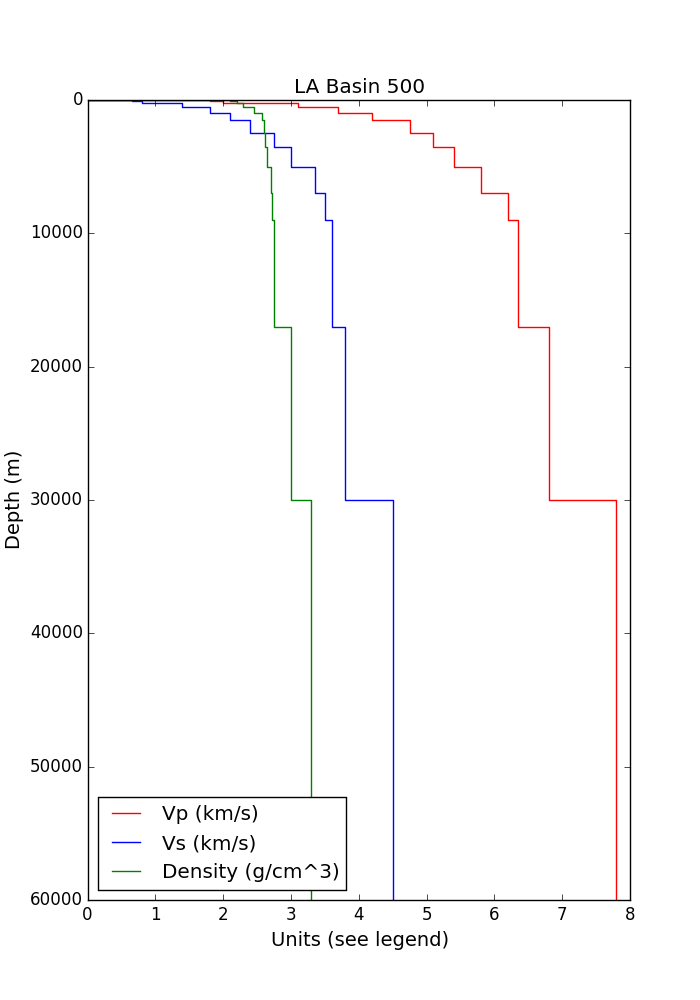 LA Basin 500
0
10000
20000
30000
40000
50000
60000
Depth (m)
Vp (km/s)
Vs (km/s)
Density (g/cm^3)
0 1 2 3 4 5 6 7 8
Units (see legend)